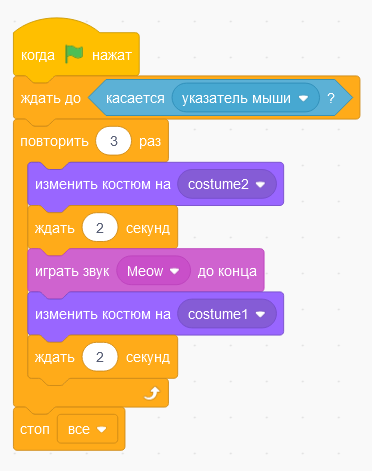 когда нажат
ждать до касается указатель мыши ?
повторить 3 раз
изменить костюм на costume2
ждать 2 секунд
играть звук Meow до конца
изменить костюм на costume1
ждать 2 секунд
стоп все